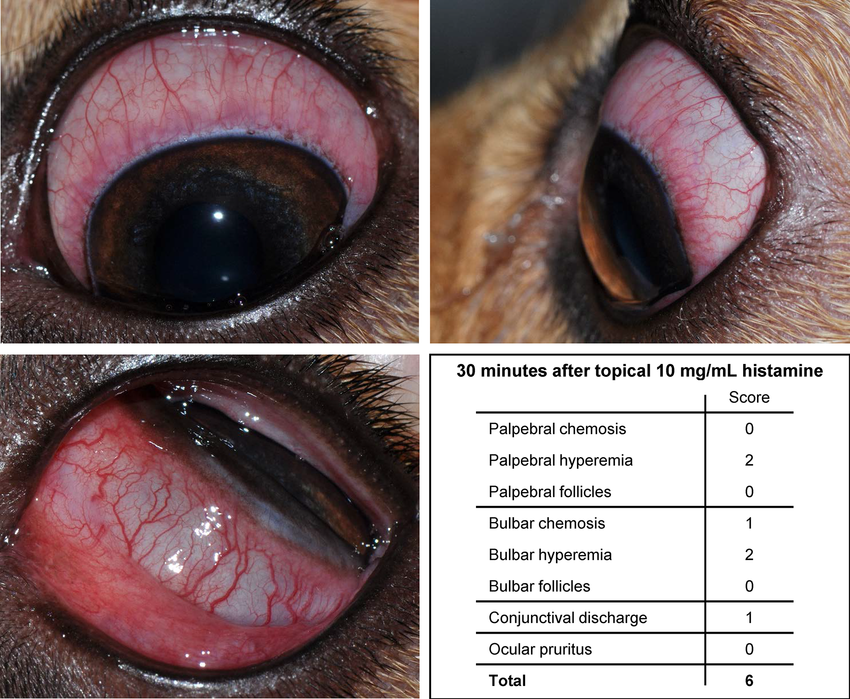 30 minutes after topical 10 mg/mL histamine
Score
Palpebral chemosis 0
Palpebral hyperemia 2
Palpebral follicles 0
Bulbar chemosis 1
Bulbar hyperemia 2
Bulbar follicles 0
Conjunctival discharge 1
Ocular pruritus 0
Total 6